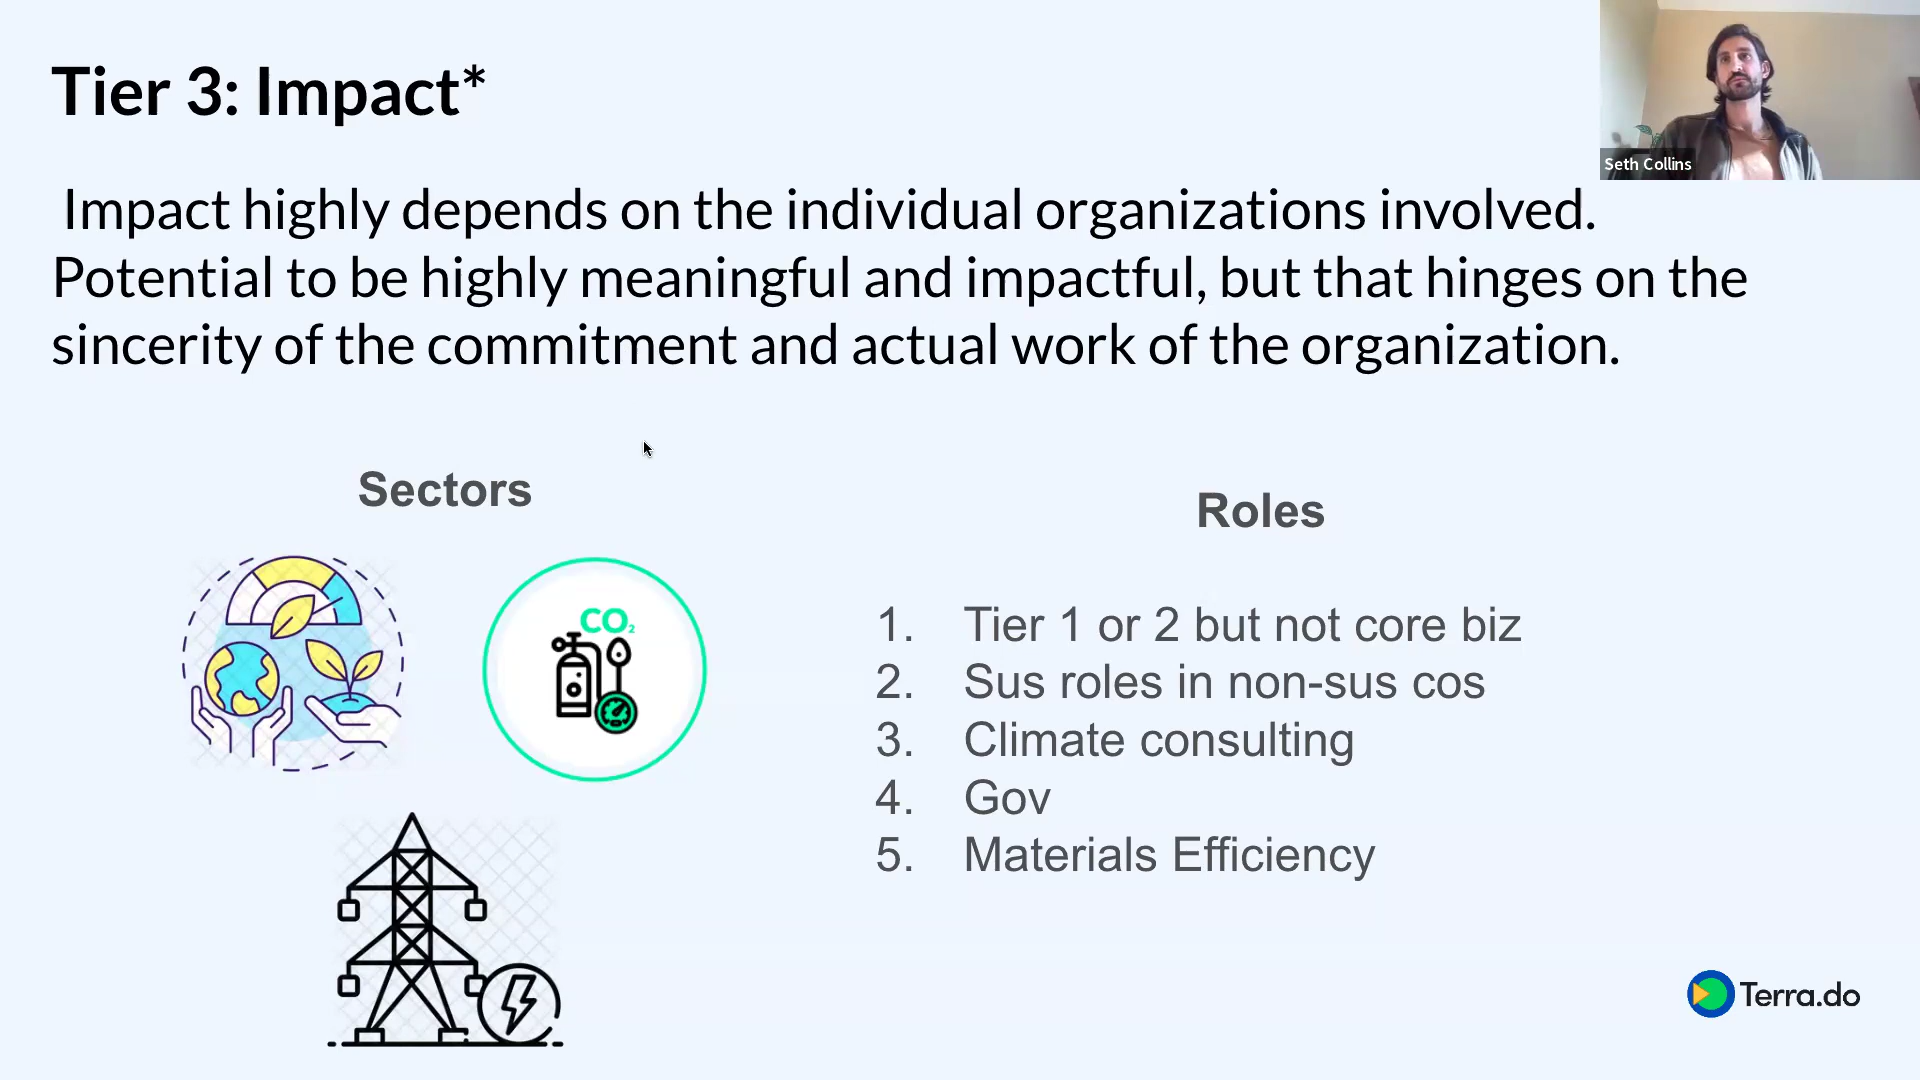 Tier 3: Impact*
Seth Collins
Impact highly depends on the individual organizations involved.
Potential to be highly meaningful and impactful, but that hinges on the
sincerity of the commitment and actual work of the organization.
Sectors
CO₂
Roles
1. Tier 1 or 2 but not core biz
2. Sus roles in non-sus cos
3. Climate consulting
4. Gov
5. Materials Efficiency
Terra.do